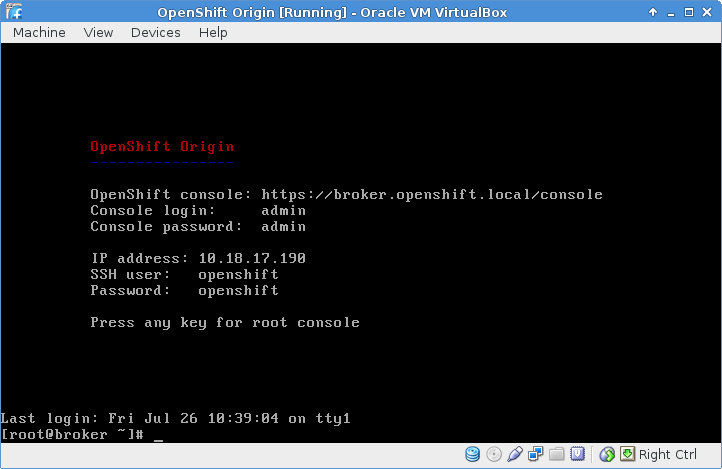 OpenShift Origin [Running] - Oracle VM VirtualBox
Machine View Devices Help
OpenShift Origin
----------------
OpenShift console: https://broker.openshift.local/console
Console login: admin
Console password: admin
IP address: 10.18.17.190
SSH user: openshift
Password: openshift
Press any key for root console
Last login: Fri Jul 26 10:39:04 on tty1
[root@broker ~]# _
Right Ctrl